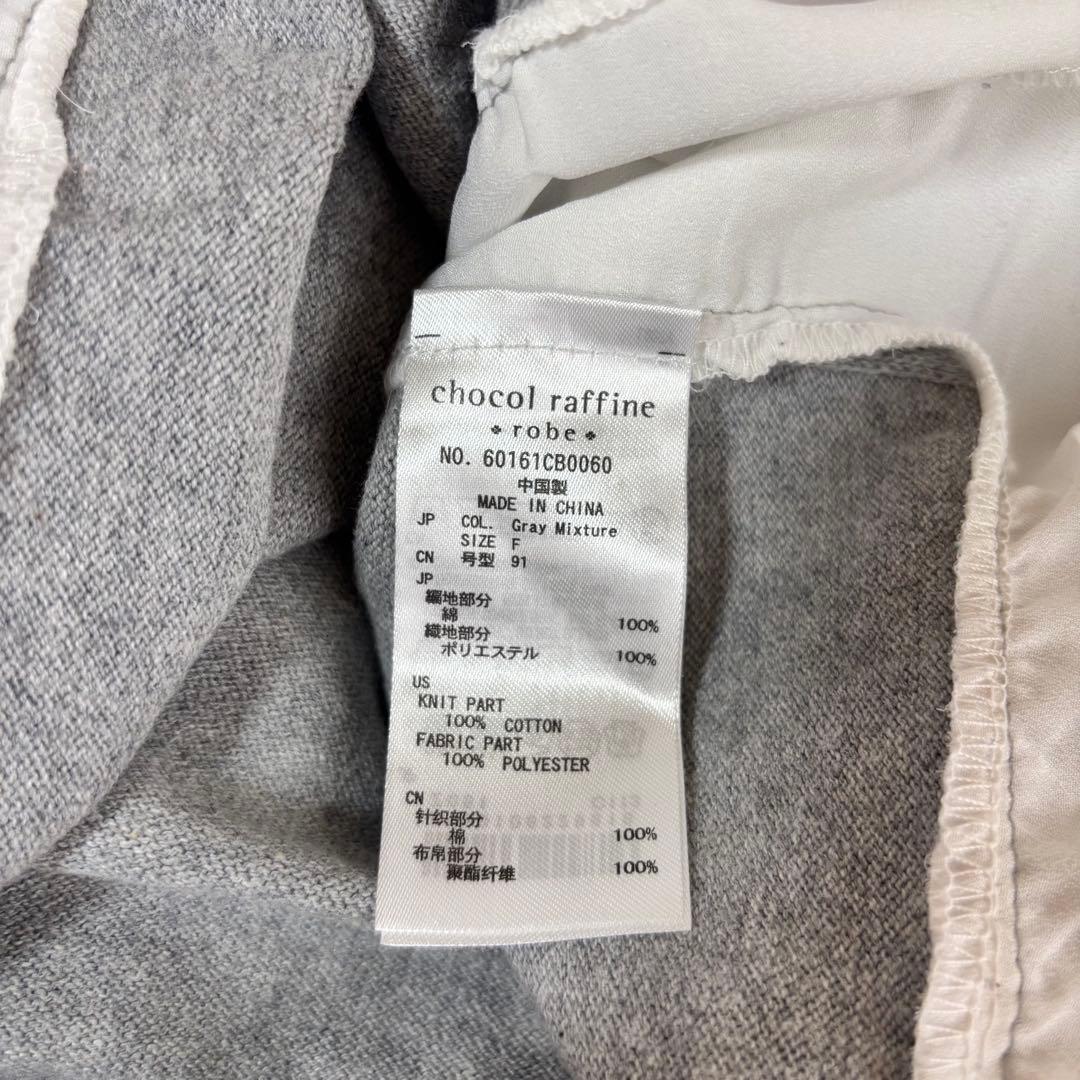 chocol raffine
robe
NO. 60161CB0060
中国製
MADE IN CHINA
JP COL. Gray Mixture
SIZE F
CN 号型 91
JP
編地部分
綿 100%
織地部分
ポリエステル 100%
US
KNIT PART
100% COTTON
FABRIC PART
100% POLYESTER
CN
针织部分
棉 100%
布帛部分
聚酯纤维 100%